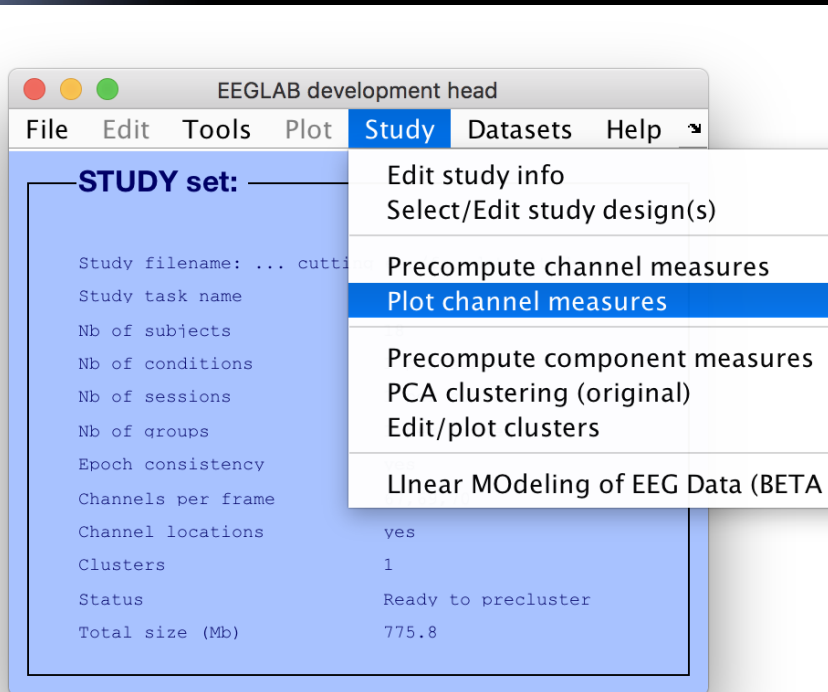 EEGLAB development head
File Edit Tools Plot Study Datasets Help
STUDY set:
Edit study info
Select/Edit study design(s)
Precompute channel measures
Plot channel measures
Precompute component measures
PCA clustering (original)
Edit/plot clusters
LInear MOdeling of EEG Data (BETA
Study filename: ... cutti
Study task name
Nb of subjects
Nb of conditions
Nb of sessions
Nb of groups
Epoch consistency
Channels per frame
Channel locations yes
Clusters 1
Status Ready to precluster
Total size (Mb) 775.8